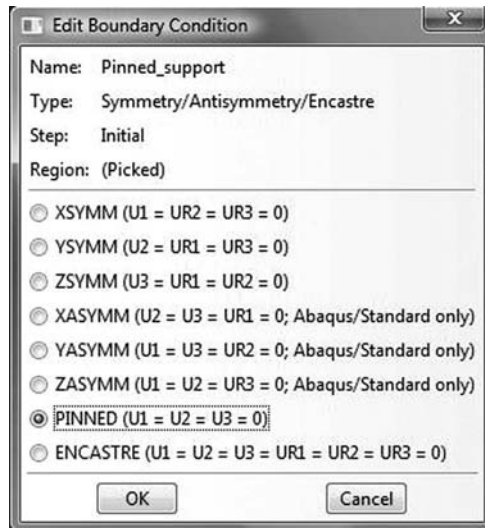 Edit Boundary Condition
Name: Pinned_support
Type: Symmetry/Antisymmetry/Encastre
Step: Initial
Region: (Picked)
XSYMM (U1 = UR2 = UR3 = 0)
YSYMM (U2 = UR1 = UR3 = 0)
ZSYMM (U3 = UR1 = UR2 = 0)
XASYMM (U2 = U3 = UR1 = 0; Abaqus/Standard only)
YASYMM (U1 = U3 = UR2 = 0; Abaqus/Standard only)
ZASYMM (U1 = U2 = UR3 = 0; Abaqus/Standard only)
PINNED (U1 = U2 = U3 = 0)
ENCASTRE (U1 = U2 = U3 = UR1 = UR2 = UR3 = 0)
OK Cancel